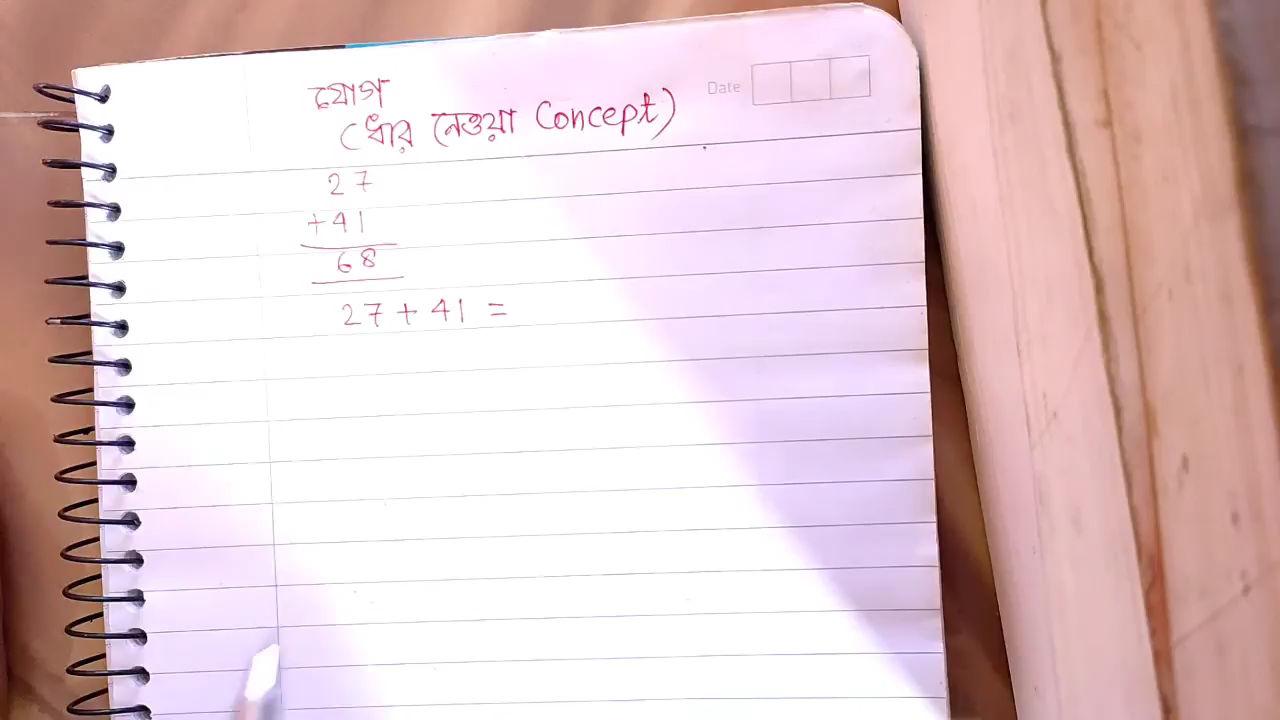 যোগ
Date
(ধার নেওয়া Concept)
27
+41
68
27 + 41 =